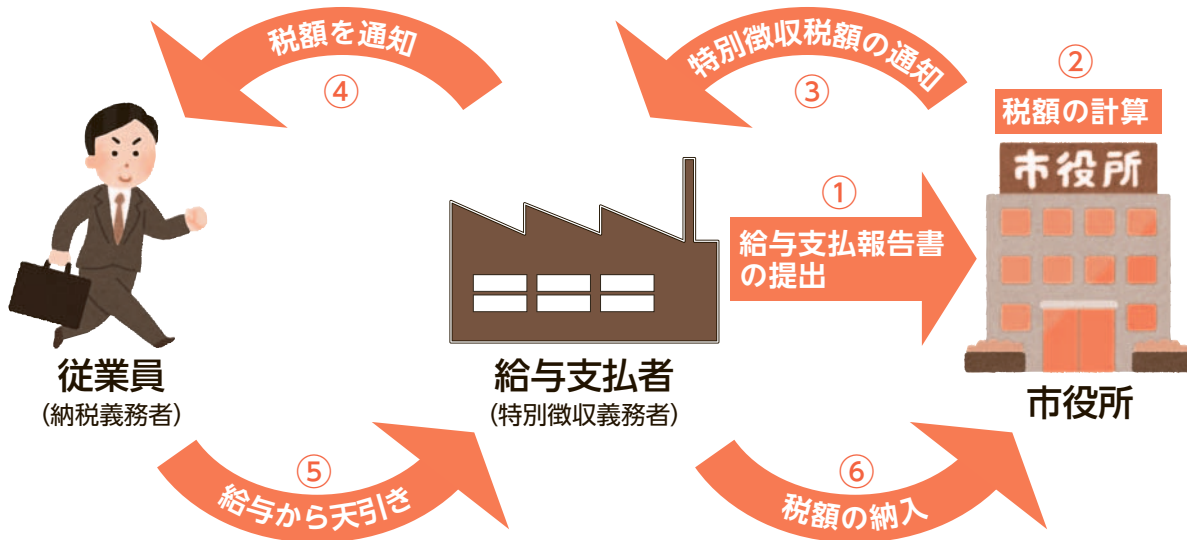 税額を通知
④
特別徴収税額の通知
③
②
税額の計算
市役所
①
給与支払報告書
の提出
従業員
(納税義務者)
給与支払者
(特別徴収義務者)
市役所
⑤
給与から天引き
⑥
税額の納入